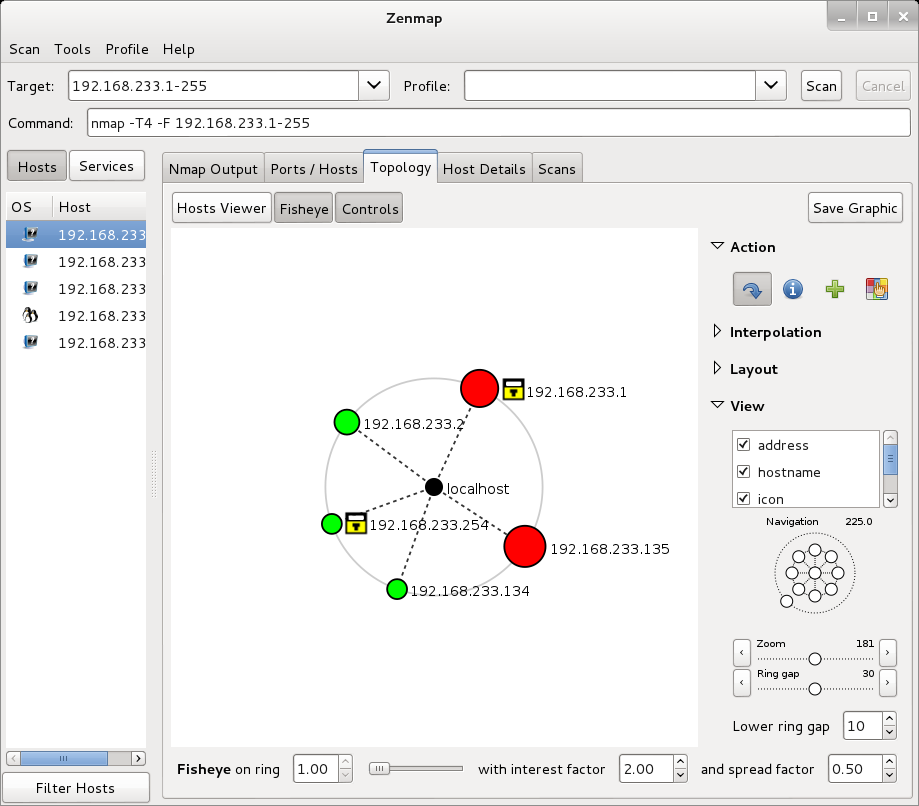 Zenmap
Scan Tools Profile Help
Target: 192.168.233.1-255 Profile: Scan Cancel
Command: nmap -T4 -F 192.168.233.1-255
Hosts Services
Nmap Output Ports / Hosts Topology Host Details Scans
OS Host
192.168.233
192.168.233
192.168.233
192.168.233
192.168.233
Filter Hosts
Hosts Viewer Fisheye Controls Save Graphic
192.168.233.1
192.168.233.2
localhost
192.168.233.254
192.168.233.135
192.168.233.134
Action
Interpolation
Layout
View
address
hostname
icon
Navigation 225.0
Zoom 181
Ring gap 30
Lower ring gap 10
Fisheye on ring 1.00 with interest factor 2.00 and spread factor 0.50